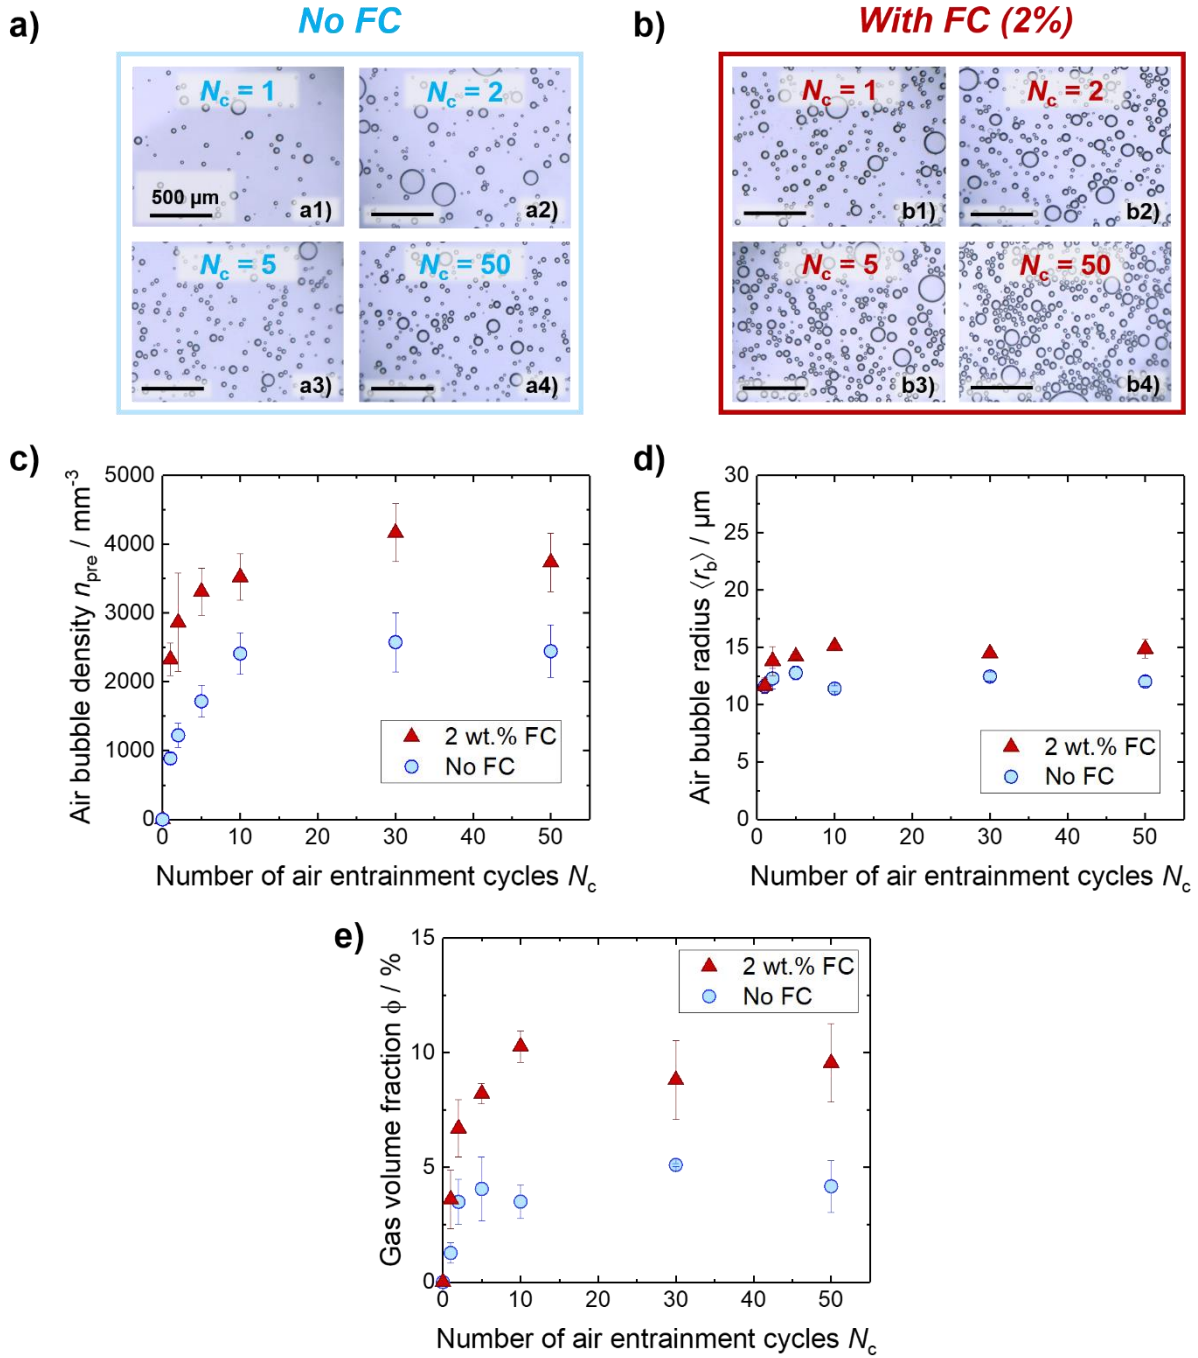 a)
No FC
b)
With FC (2%)
Nc = 1
Nc = 2
500 µm
a1)
a2)
Nc = 5
Nc = 50
a3)
a4)
Nc = 1
Nc = 2
b1)
b2)
Nc = 5
Nc = 50
b3)
b4)
c)
Air bubble density npre / mm-3
5000
4000
3000
2000
1000
0
2 wt.% FC
No FC
0 10 20 30 40 50
Number of air entrainment cycles Nc
d)
Air bubble radius ⟨rb⟩ / µm
30
25
20
15
10
5
0
2 wt.% FC
No FC
0 10 20 30 40 50
Number of air entrainment cycles Nc
e)
Gas volume fraction ϕ / %
15
10
5
0
2 wt.% FC
No FC
0 10 20 30 40 50
Number of air entrainment cycles Nc